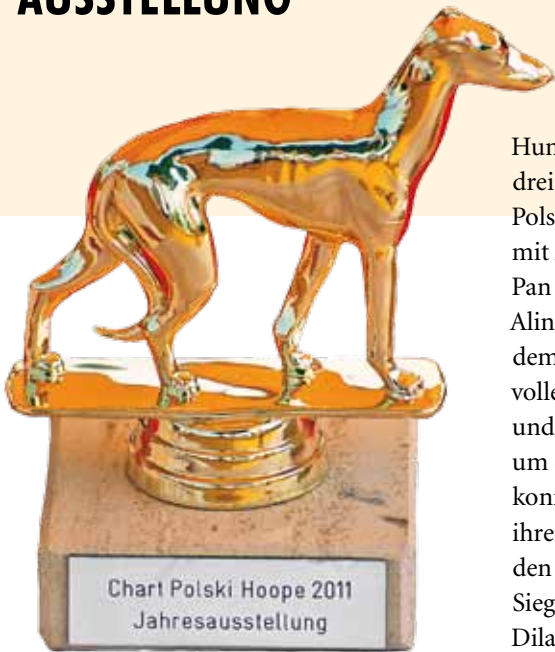 AUSSTELLUNG
Hun
drei
Pols
mit
Pan
Alin
dem
volle
und
um
ihre
den
Sieg
Dila
Chart Polski Hoope 2011
Jahresausstellung